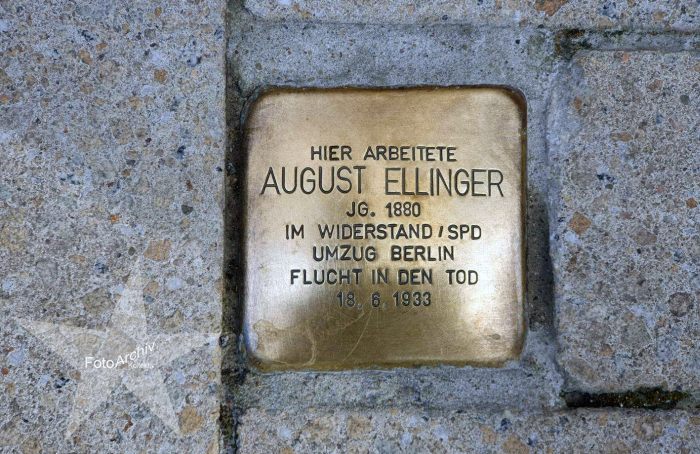 HIER ARBEITETE
AUGUST ELLINGER
JG. 1880
IM WIDERSTAND / SPD
UMZUG BERLIN
FLUCHT IN DEN TOD
18. 6. 1933
FotoArchiv